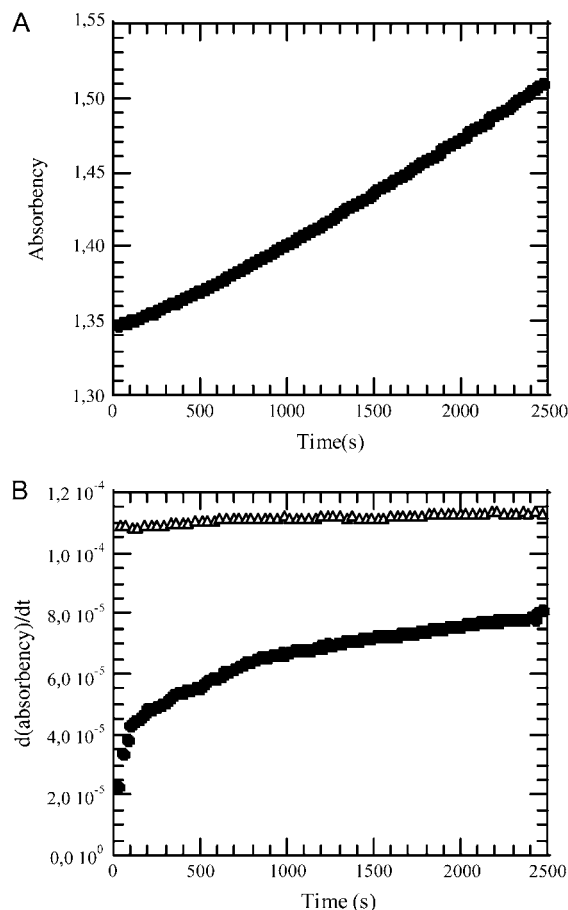 A
1,55
1,50
1,45
1,40
1,35
1,30
Absorbency
0 500 1000 1500 2000 2500
Time(s)
B
1,2 10⁻⁴
1,0 10⁻⁴
8,0 10⁻⁵
6,0 10⁻⁵
4,0 10⁻⁵
2,0 10⁻⁵
0,0 10⁰
d(absorbency)/dt
0 500 1000 1500 2000 2500
Time (s)